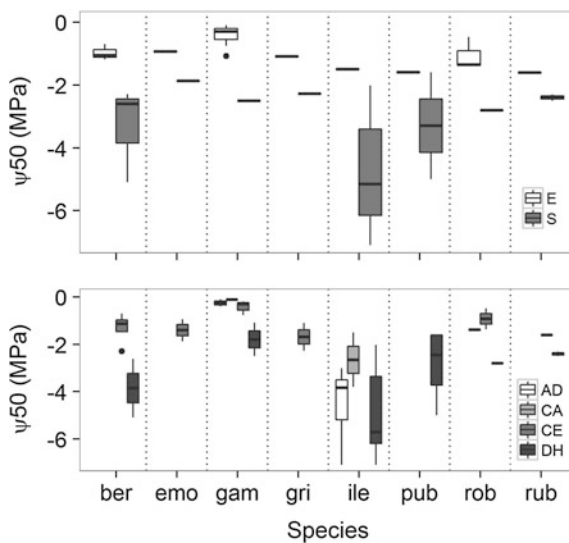 0
-2
-4
-6
ψ50 (MPa)
E
S
0
-2
-4
-6
ψ50 (MPa)
AD
CA
CE
DH
ber emo gam gri ile pub rob rub
Species